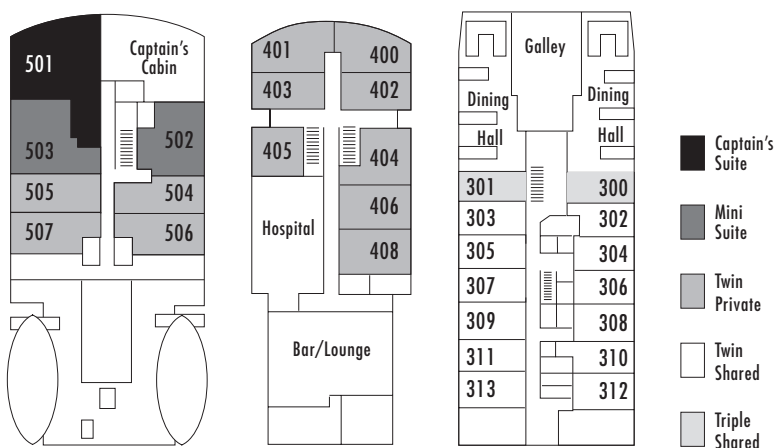 501
Captain's
Cabin
503
502
505
504
507
506
401
400
403
402
405
404
406
Hospital
408
Bar/Lounge
Galley
Dining
Hall
Dining
Hall
301
300
303
302
305
304
307
306
309
308
311
310
313
312
Captain's
Suite
Mini
Suite
Twin
Private
Twin
Shared
Triple
Shared